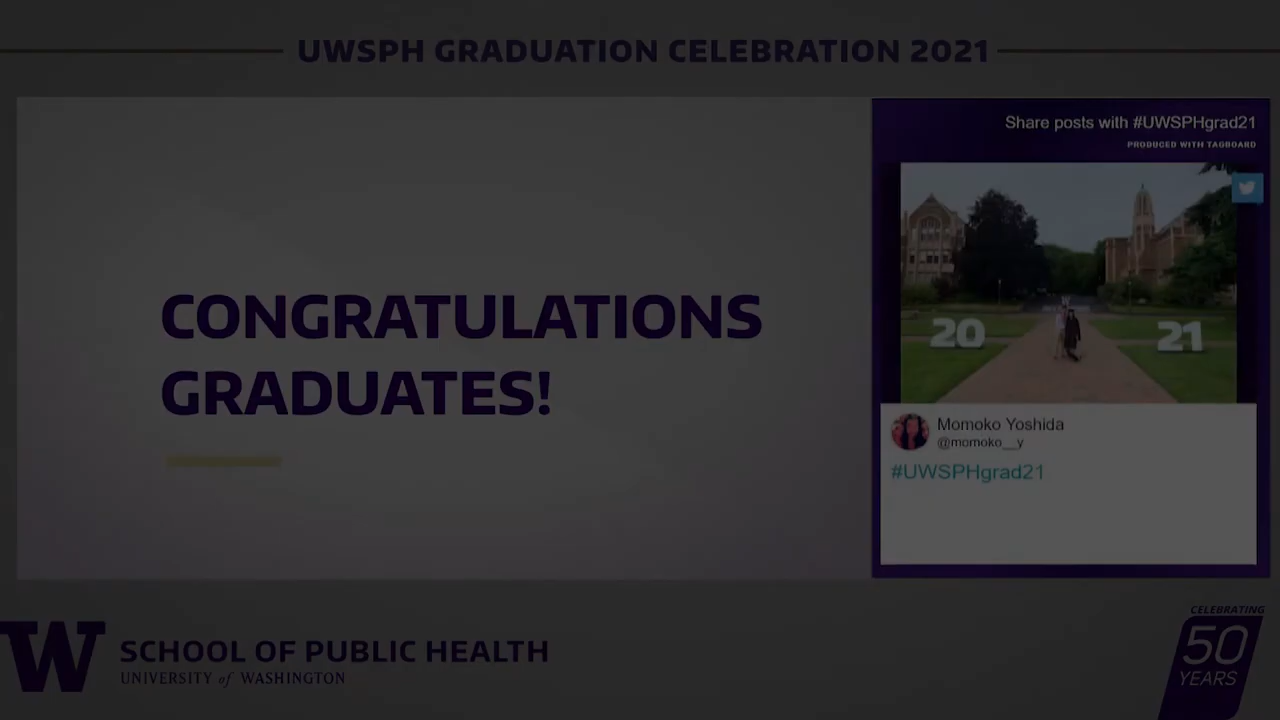 UWSPH GRADUATION CELEBRATION 2021
Share posts with #UWSPHgrad21
PRODUCED WITH TAGBOARD
W
20
21
CONGRATULATIONS
GRADUATES!
Momoko Yoshida
@momoko__y
#UWSPHgrad21
W
SCHOOL OF PUBLIC HEALTH
UNIVERSITY of WASHINGTON
CELEBRATING
50
YEARS